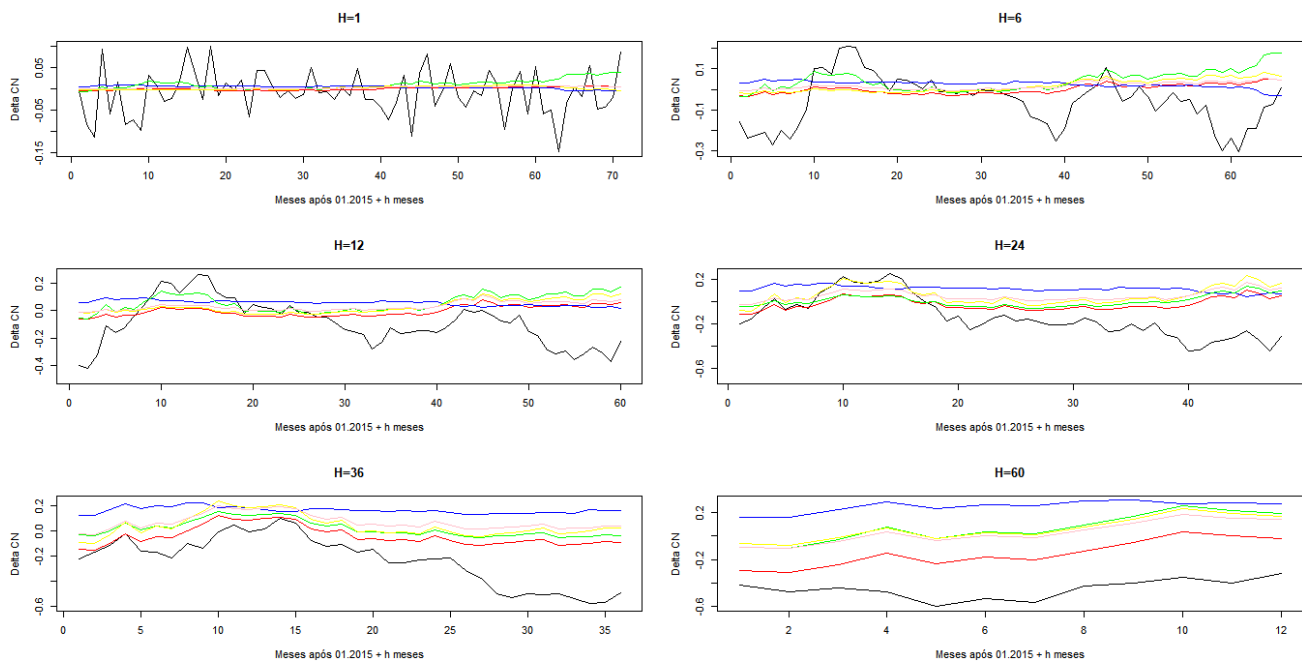 H=1
Delta CN
0.05
-0.05
-0.15
0 10 20 30 40 50 60 70
Meses após 01.2015 + h meses
H=6
Delta CN
0.1
-0.1
-0.3
0 10 20 30 40 50 60
Meses após 01.2015 + h meses
H=12
Delta CN
0.2
0.0
-0.2
-0.4
0 10 20 30 40 50 60
Meses após 01.2015 + h meses
H=24
Delta CN
0.2
-0.2
-0.6
0 10 20 30 40
Meses após 01.2015 + h meses
H=36
Delta CN
0.2
0.0
-0.2
-0.6
0 5 10 15 20 25 30 35
Meses após 01.2015 + h meses
H=60
Delta CN
0.2
-0.2
-0.6
2 4 6 8 10 12
Meses após 01.2015 + h meses